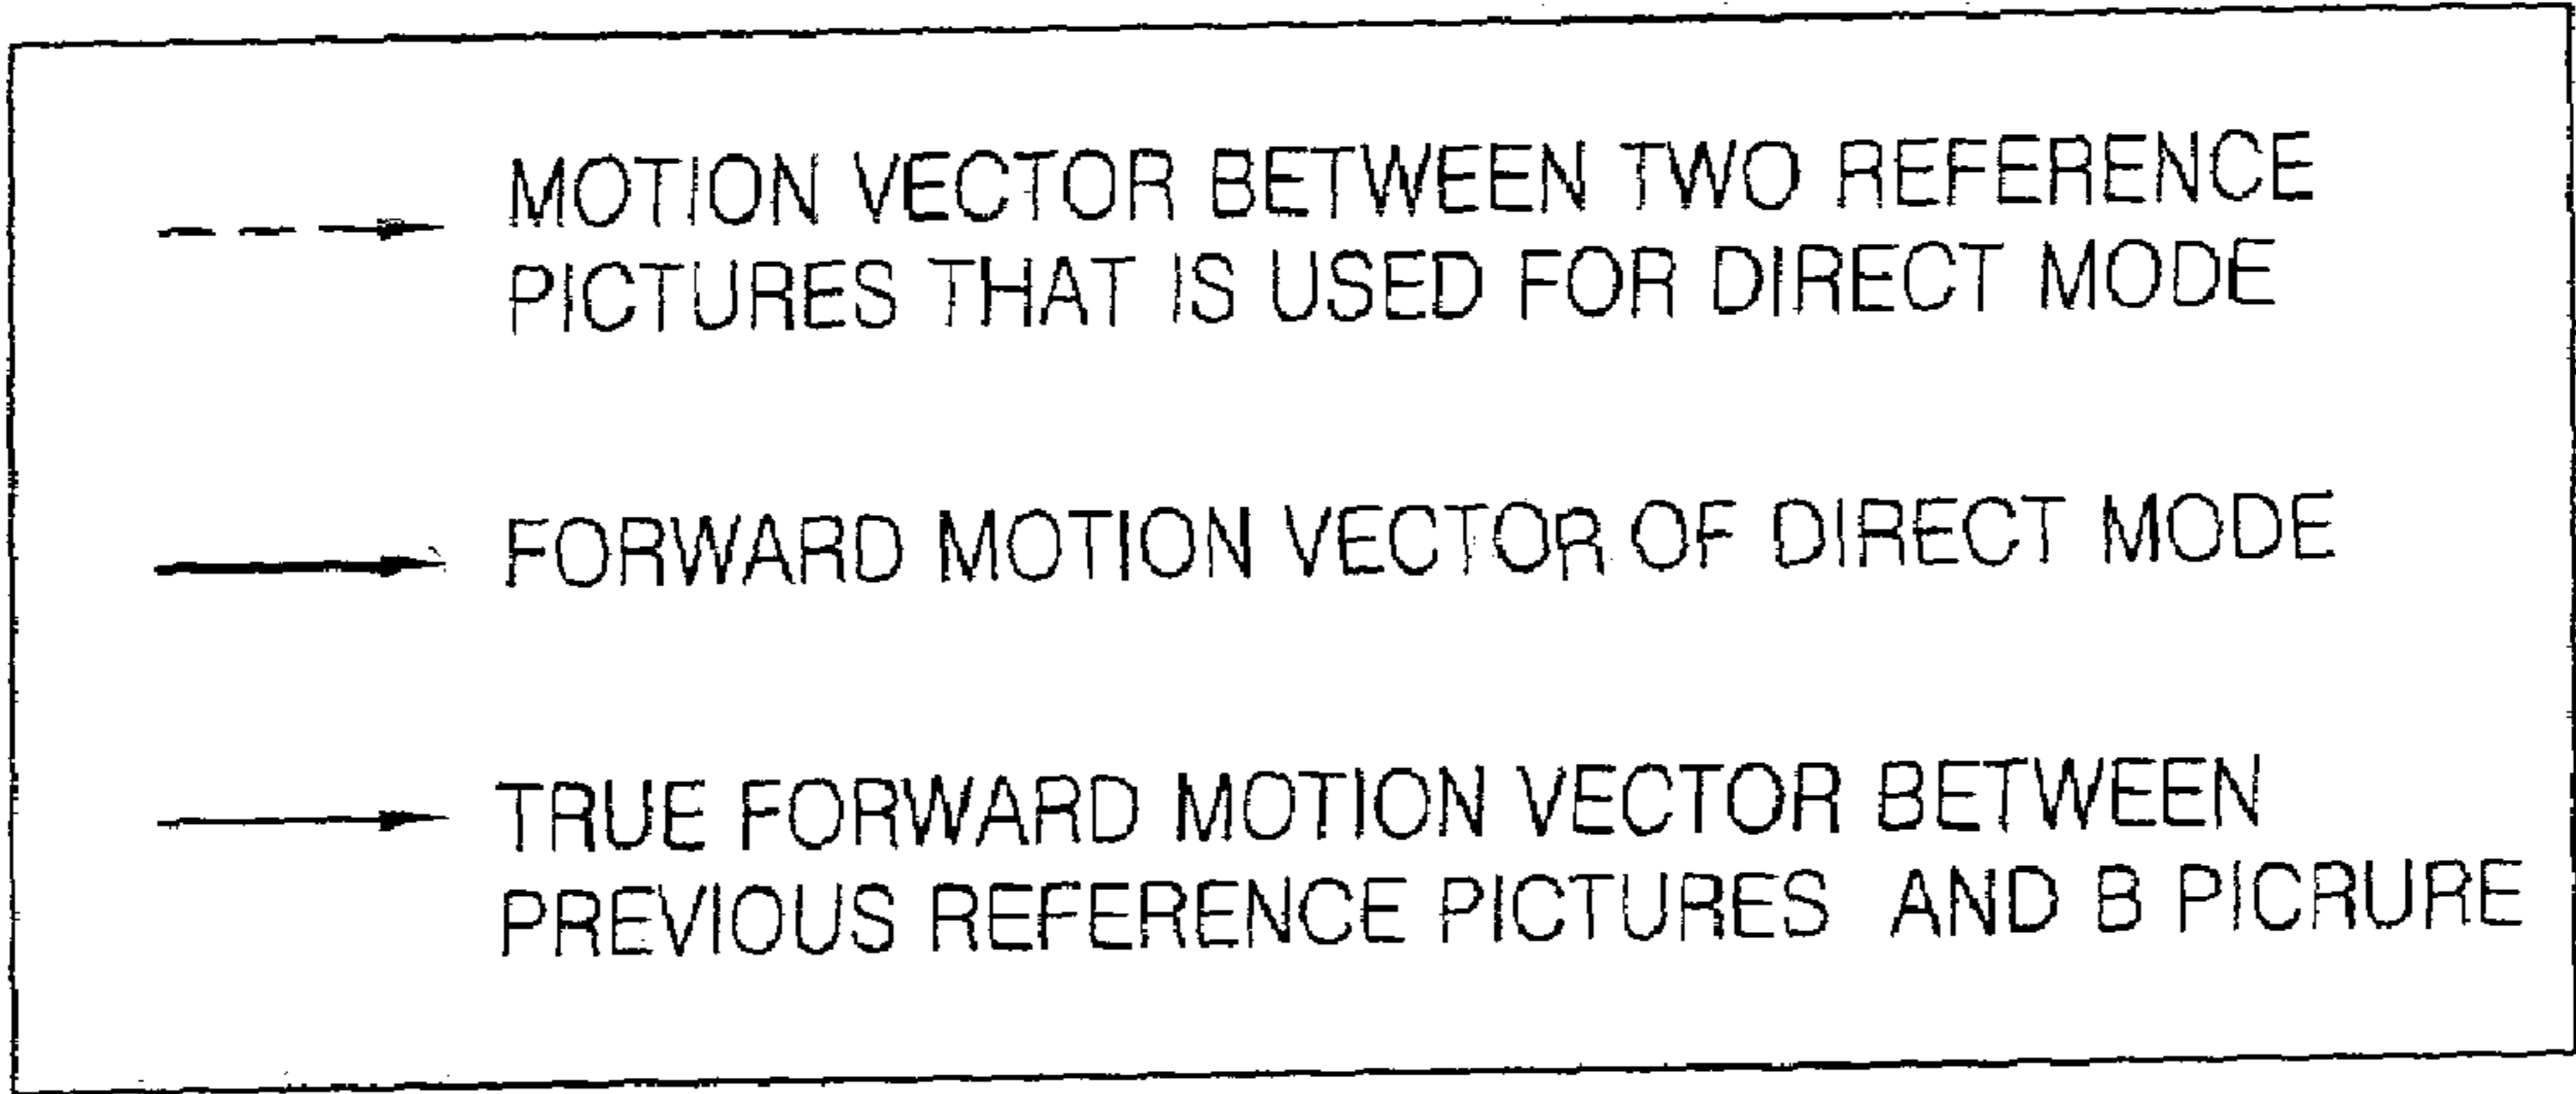 MOTION VECTOR BETWEEN TWO REFERENCE
PICTURES THAT IS USED FOR DIRECT MODE
FORWARD MOTION VECTOR OF DIRECT MODE
TRUE FORWARD MOTION VECTOR BETWEEN
PREVIOUS REFERENCE PICTURES AND B PICRURE